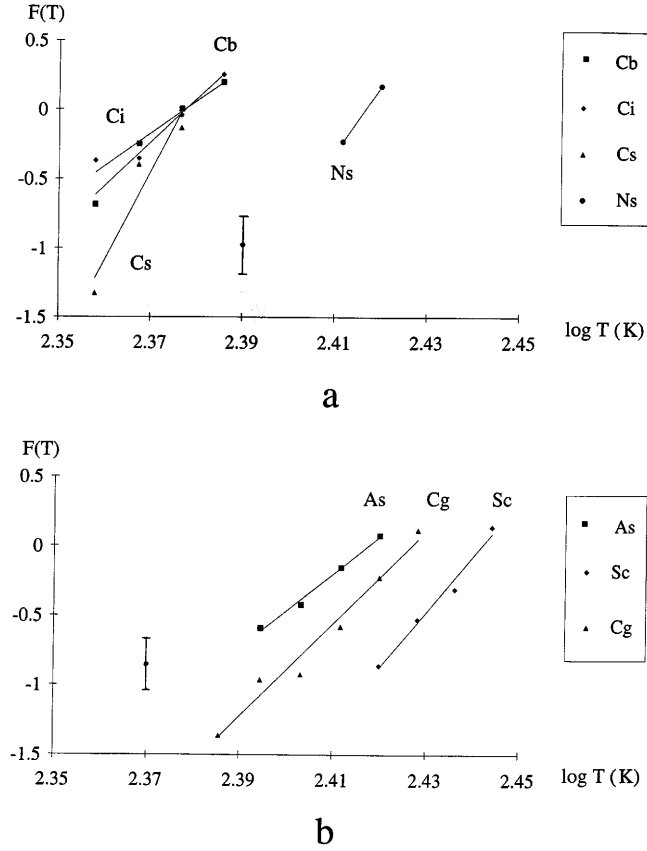 F(T)
0.5
0
-0.5
-1
-1.5
2.35 2.37 2.39 2.41 2.43 2.45
log T (K)
Cb
Ci
Cs
Ns
Cb
Ci
Cs
Ns
a
F(T)
0.5
0
-0.5
-1
-1.5
2.35 2.37 2.39 2.41 2.43 2.45
log T (K)
As Cg Sc
As
Sc
Cg
b